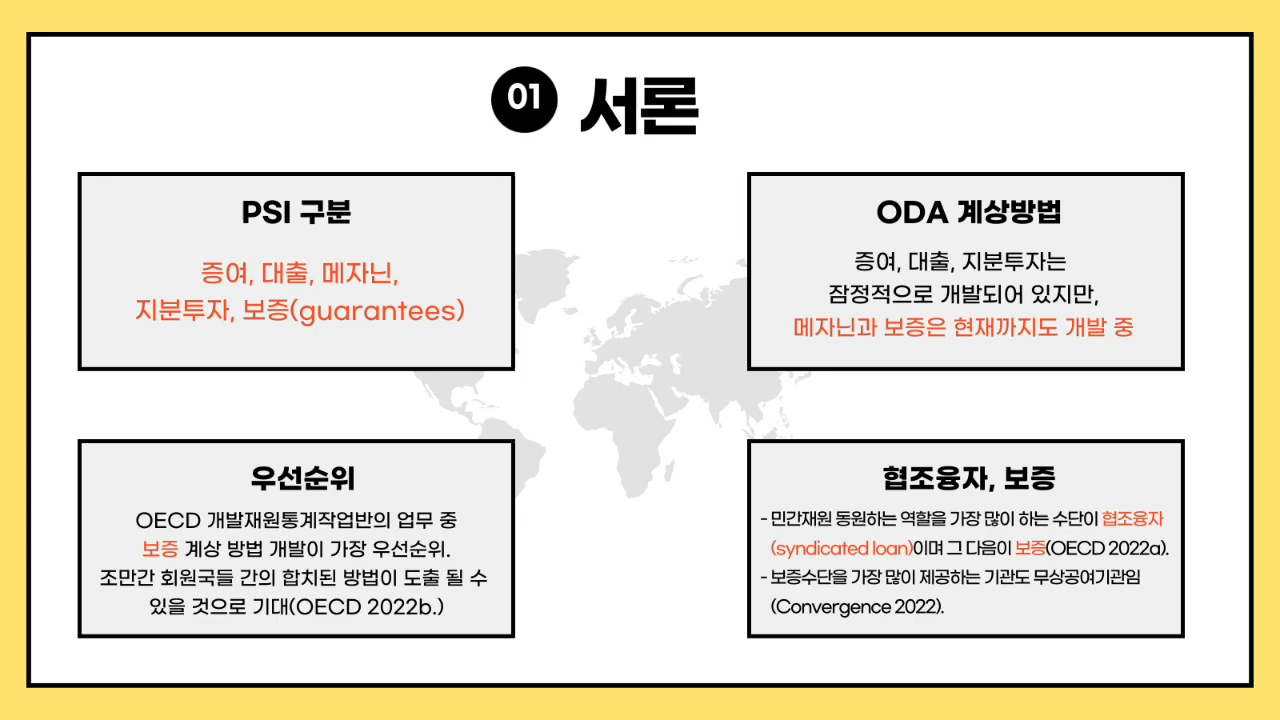 01 서론
PSI 구분
증여, 대출, 메자닌,
지분투자, 보증(guarantees)
ODA 계상방법
증여, 대출, 지분투자는
잠정적으로 개발되어 있지만,
메자닌과 보증은 현재까지도 개발 중
우선순위
OECD 개발재원통계작업반의 업무 중
보증 계상 방법 개발이 가장 우선순위.
조만간 회원국들 간의 합치된 방법이 도출 될 수
있을 것으로 기대(OECD 2022b.)
협조융자, 보증
- 민간재원 동원하는 역할을 가장 많이 하는 수단이 협조융자
(syndicated loan)이며 그 다음이 보증(OECD 2022a).
- 보증수단을 가장 많이 제공하는 기관도 무상공여기관임
(Convergence 2022).